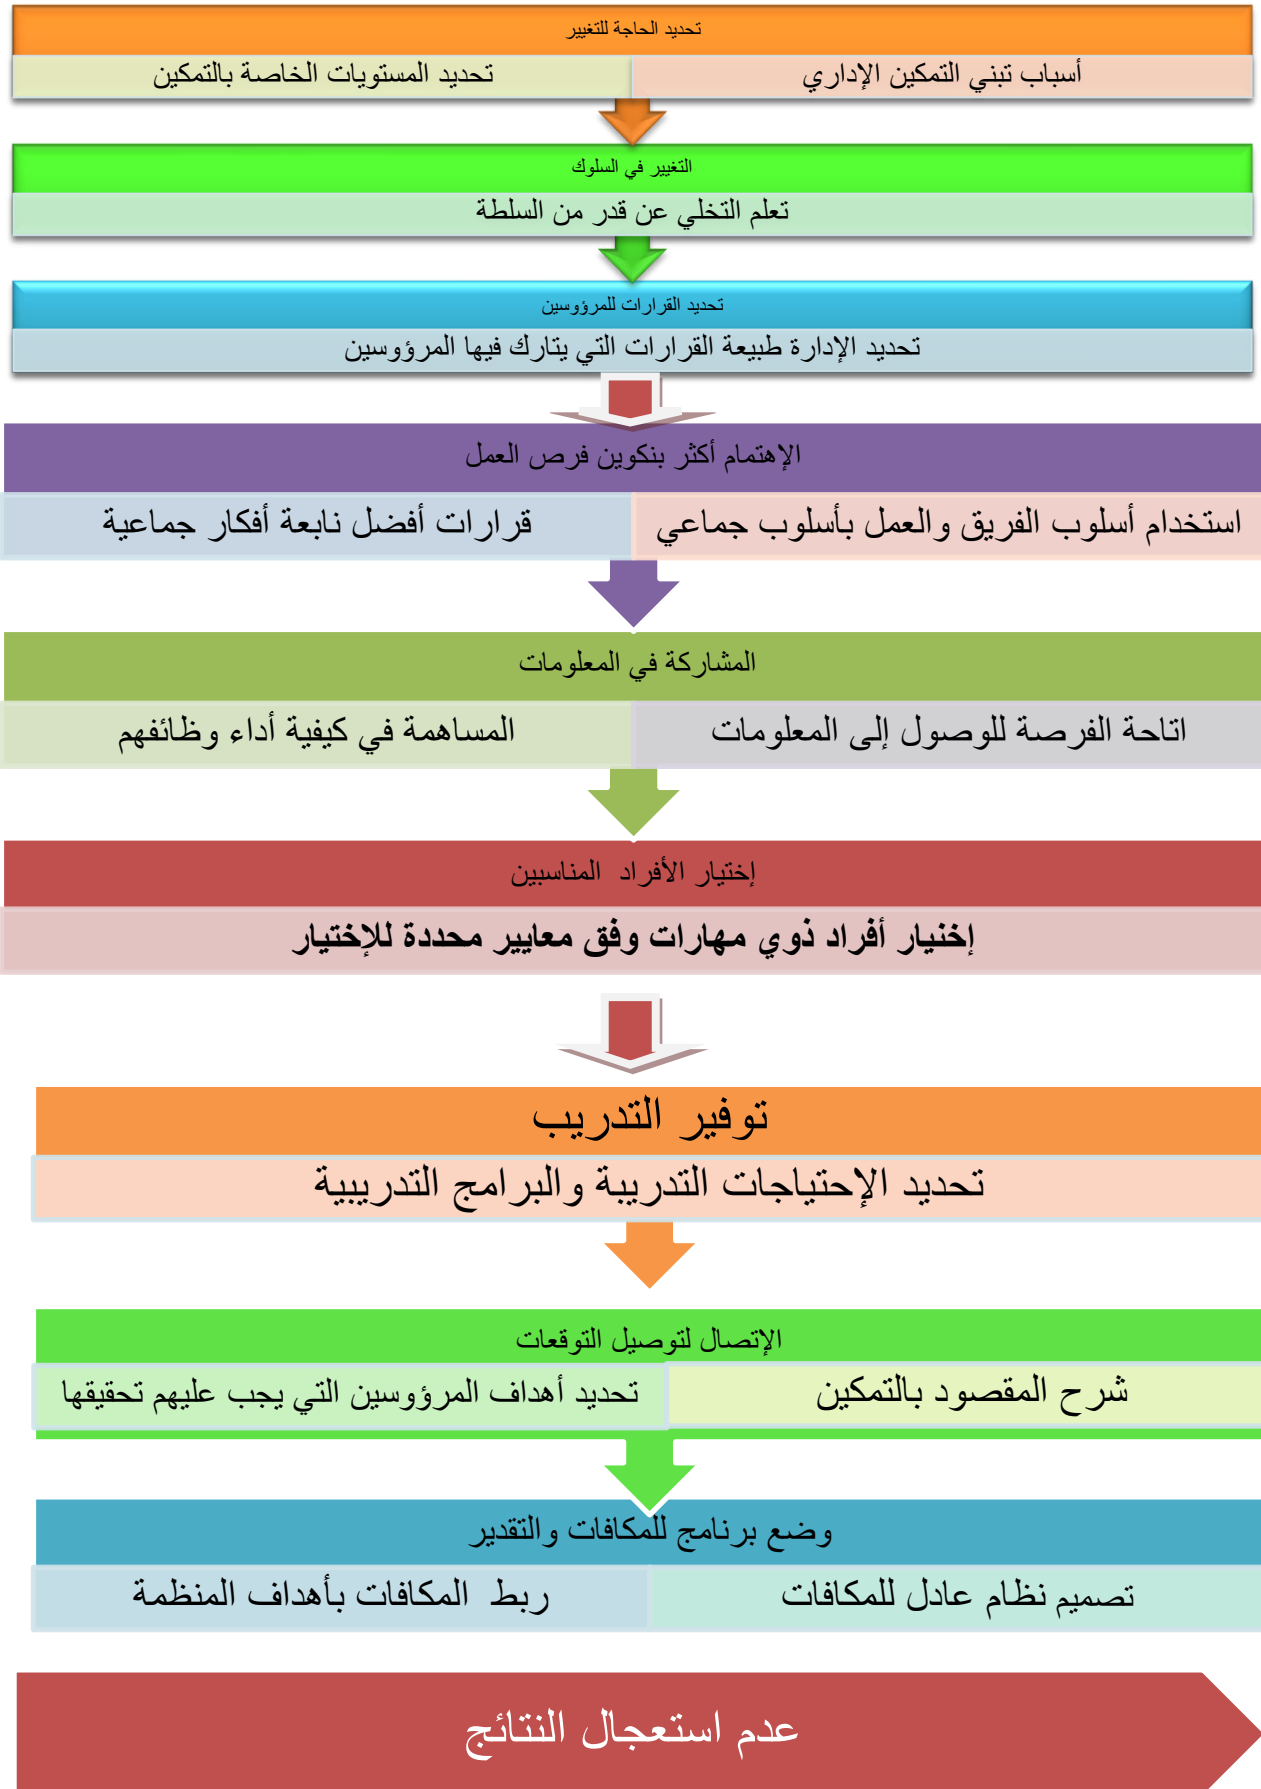 تحديد الحاجة للتغيير
أسباب تبني التمكين الإداري
تحديد المستويات الخاصة بالتمكين
التغيير في السلوك
تعلم التخلي عن قدر من السلطة
تحديد القرارات للمرؤوسين
تحديد الإدارة طبيعة القرارات التي يتارك فيها المرؤوسين
الإهتمام أكثر بنكوين فرص العمل
استخدام أسلوب الفريق والعمل بأسلوب جماعي
قرارات أفضل نابعة أفكار جماعية
المشاركة في المعلومات
اتاحة الفرصة للوصول إلى المعلومات
المساهمة في كيفية أداء وظائفهم
إختيار الأفراد المناسبين
إخنيار أفراد ذوي مهارات وفق معايير محددة للإختيار
توفير التدريب
تحديد الإحتياجات التدريبة والبرامج التدريبية
الإتصال لتوصيل التوقعات
شرح المقصود بالتمكين
تحديد أهداف المرؤوسين التي يجب عليهم تحقيقها
وضع برنامج للمكافات والتقدير
تصميم نظام عادل للمكافات
ربط المكافات بأهداف المنظمة
عدم استعجال النتائج